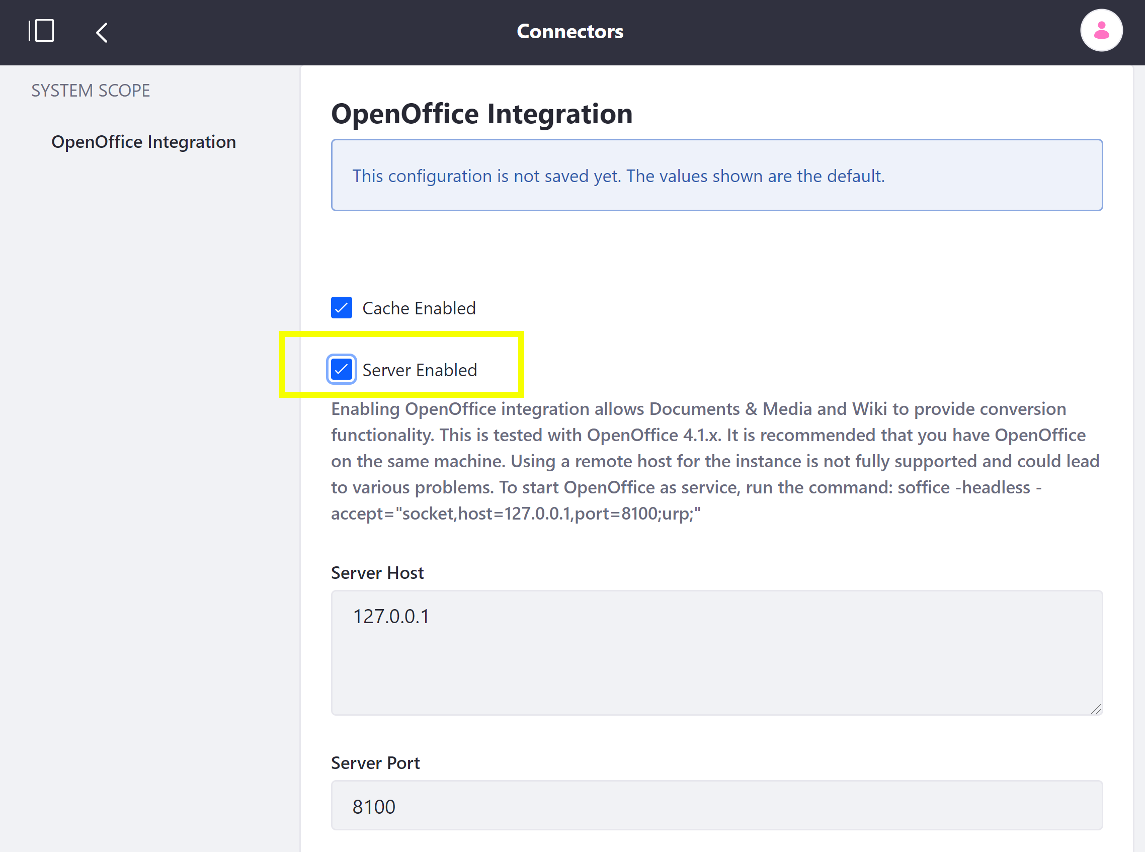 Connectors
SYSTEM SCOPE
OpenOffice Integration
OpenOffice Integration
This configuration is not saved yet. The values shown are the default.
Cache Enabled
Server Enabled
Enabling OpenOffice integration allows Documents & Media and Wiki to provide conversion
functionality. This is tested with OpenOffice 4.1.x. It is recommended that you have OpenOffice
on the same machine. Using a remote host for the instance is not fully supported and could lead
to various problems. To start OpenOffice as service, run the command: soffice -headless -
accept="socket,host=127.0.0.1,port=8100;urp;"
Server Host
127.0.0.1
Server Port
8100